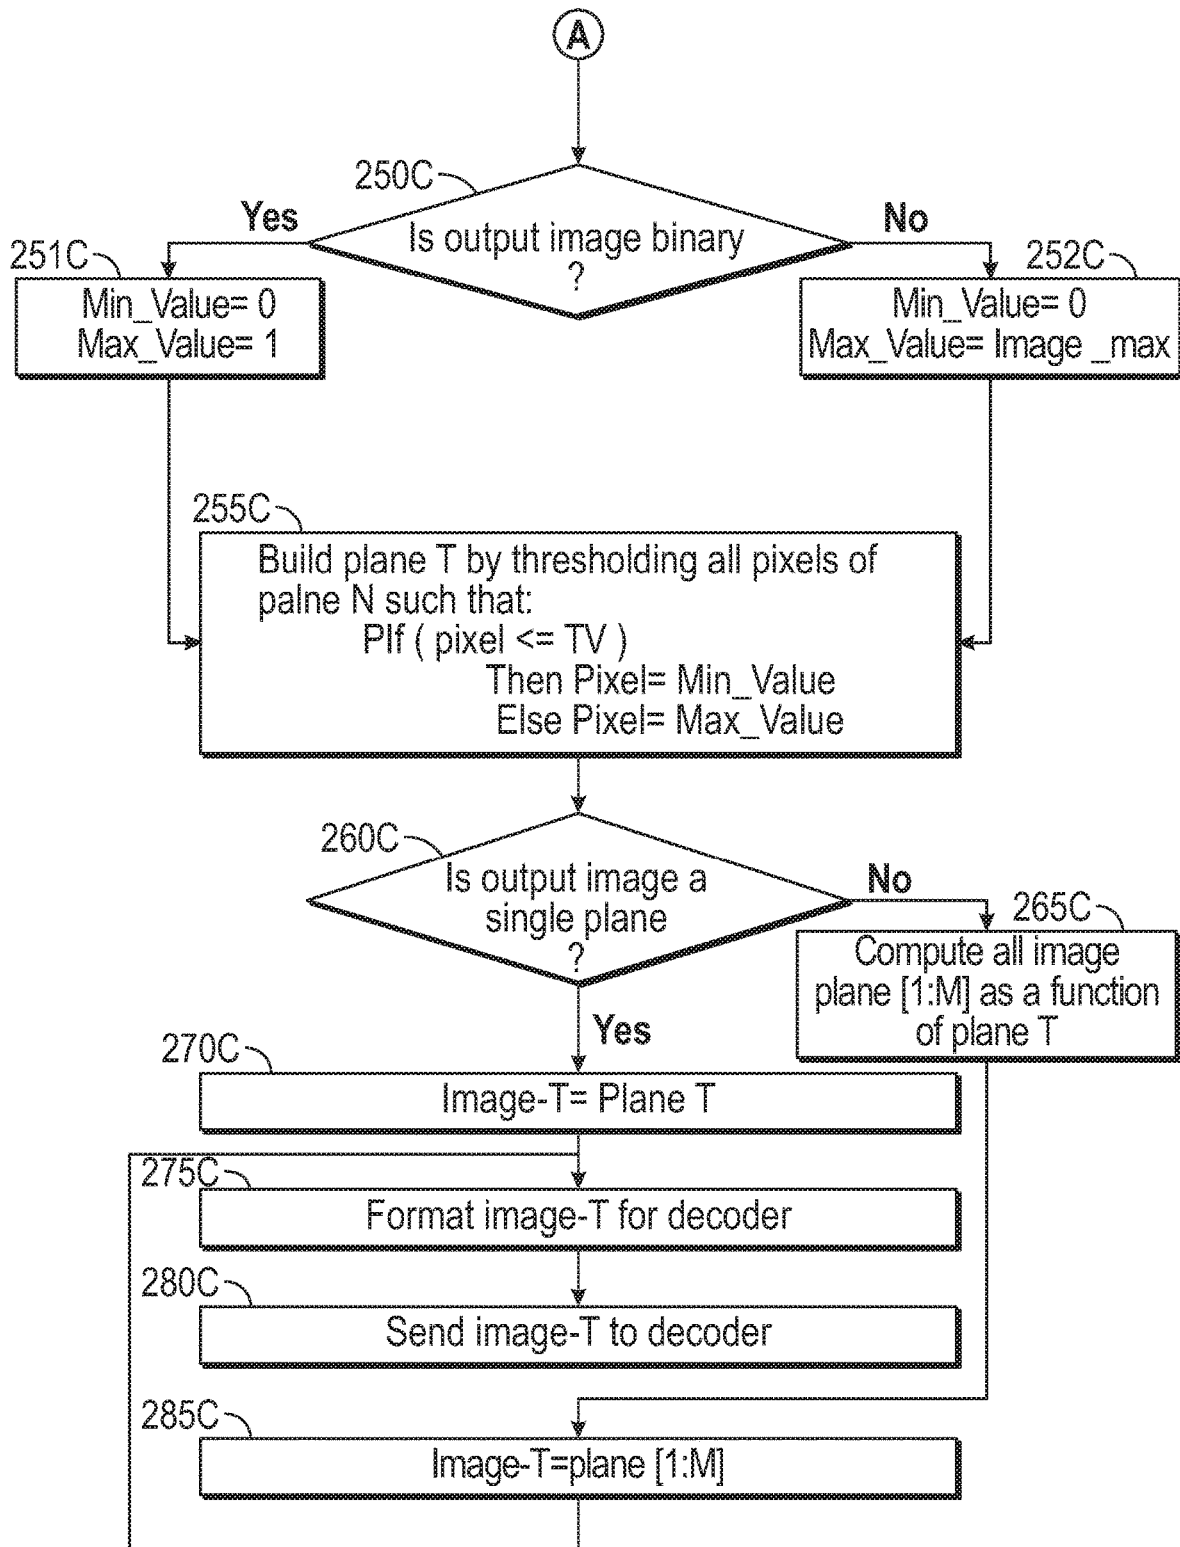 A
250C
Yes
No
Is output image binary
?
251C
Min_Value= 0
Max_Value= 1
252C
Min_Value= 0
Max_Value= Image _max
255C
Build plane T by thresholding all pixels of
palne N such that:
PIf ( pixel <= TV )
Then Pixel= Min_Value
Else Pixel= Max_Value
260C
Is output image a
single plane
?
No
265C
Compute all image
plane [1:M] as a function
of plane T
Yes
270C
Image-T= Plane T
275C
Format image-T for decoder
280C
Send image-T to decoder
285C
Image-T=plane [1:M]